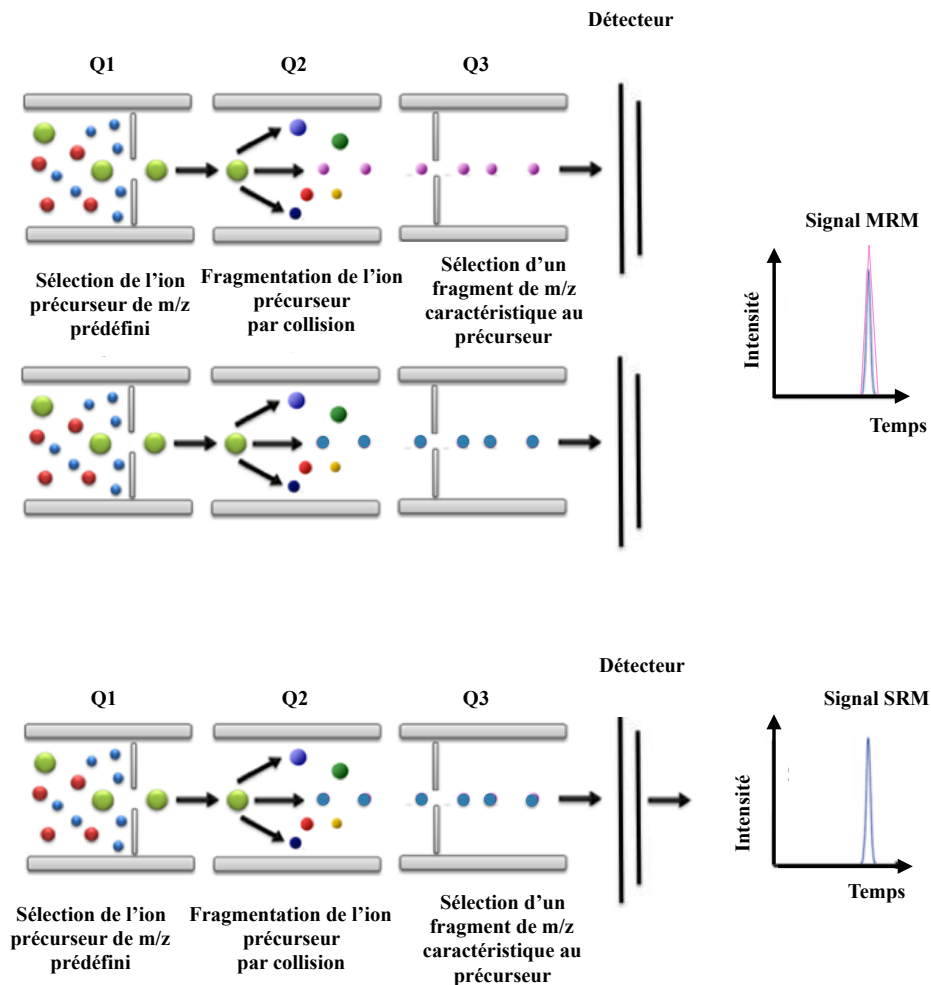 Détecteur
Q1
Q2
Q3
Sélection de l'ion
précurseur de m/z
prédéfini
Fragmentation de l'ion
précurseur
par collision
Sélection d'un
fragment de m/z
caractéristique au
précurseur
Signal MRM
Intensité
Temps
Détecteur
Q1
Q2
Q3
Signal SRM
Intensité
Temps
Sélection de l'ion
précurseur de m/z
prédéfini
Fragmentation de l'ion
précurseur
par collision
Sélection d'un
fragment de m/z
caractéristique au
précurseur